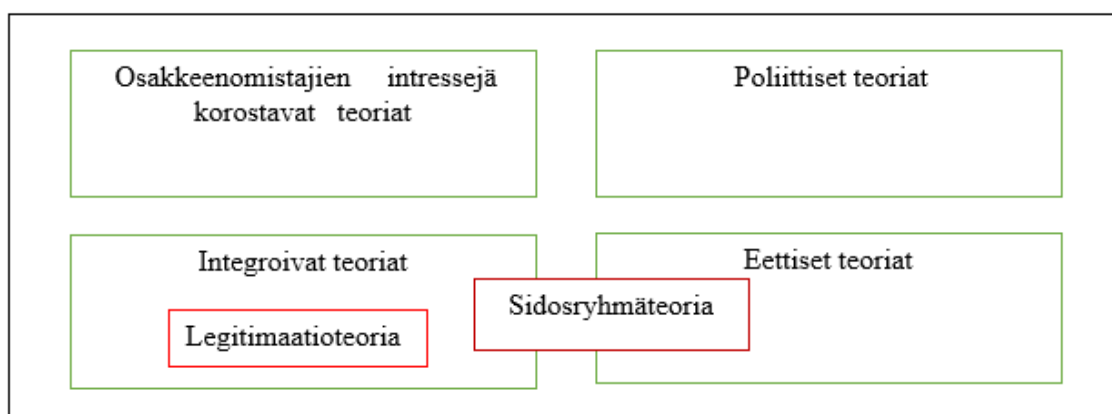 Osakkeenomistajien intressejä
korostavat teoriat
Poliittiset teoriat
Integroivat teoriat
Eettiset teoriat
Sidosryhmäteoria
Legitimaatioteoria